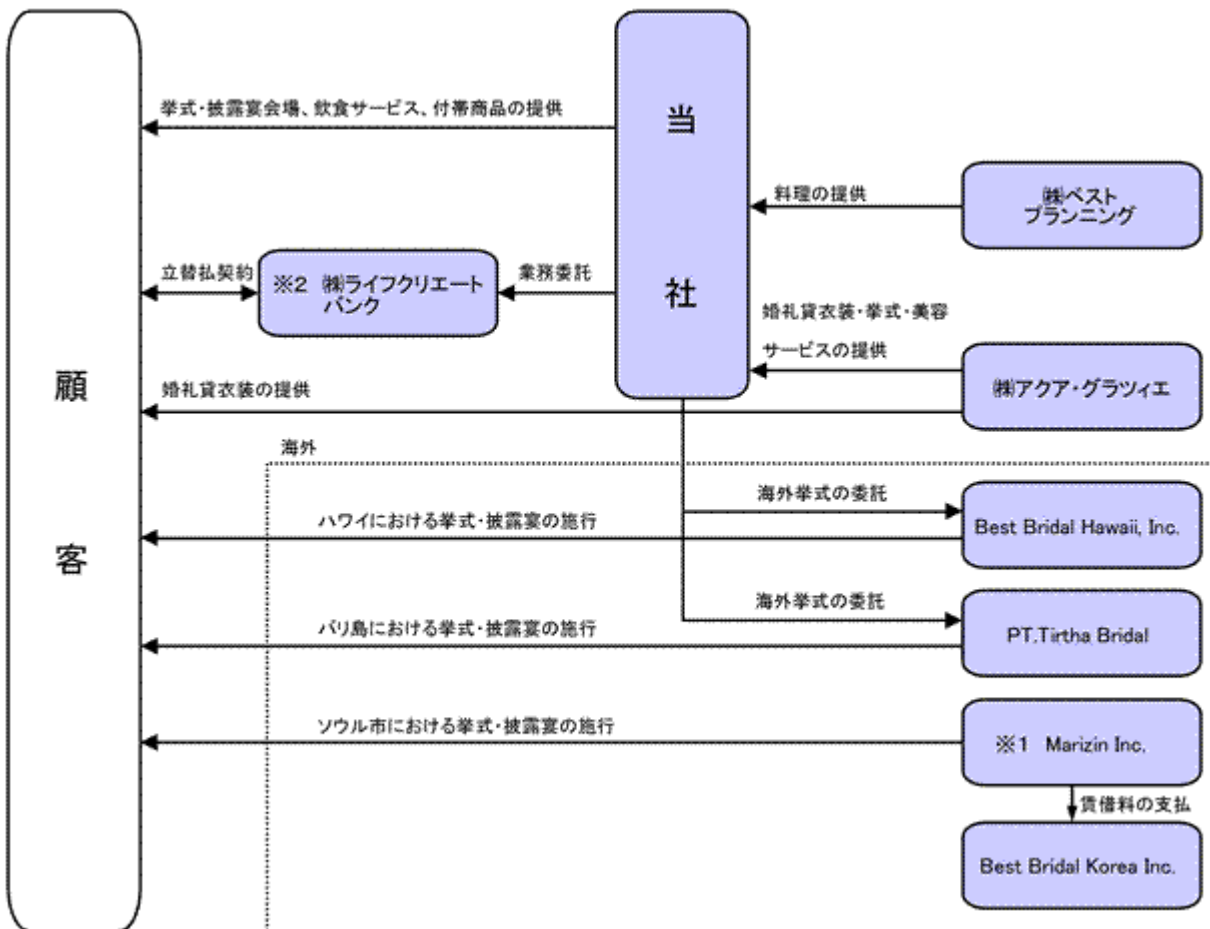 挙式・披露宴会場、飲食サービス、付帯商品の提供
当
社
料理の提供
㈱ベスト
プランニング
立替払契約
※2 ㈱ライフクリエート
バンク
業務委託
婚礼貸衣装・挙式・美容
サービスの提供
㈱アクア・グラツィエ
顧
客
婚礼貸衣装の提供
海外
海外挙式の委託
ハワイにおける挙式・披露宴の施行
Best Bridal Hawaii, Inc.
海外挙式の委託
バリ島における挙式・披露宴の施行
PT.Tirtha Bridal
ソウル市における挙式・披露宴の施行
※1 Marizin Inc.
賃借料の支払
Best Bridal Korea Inc.